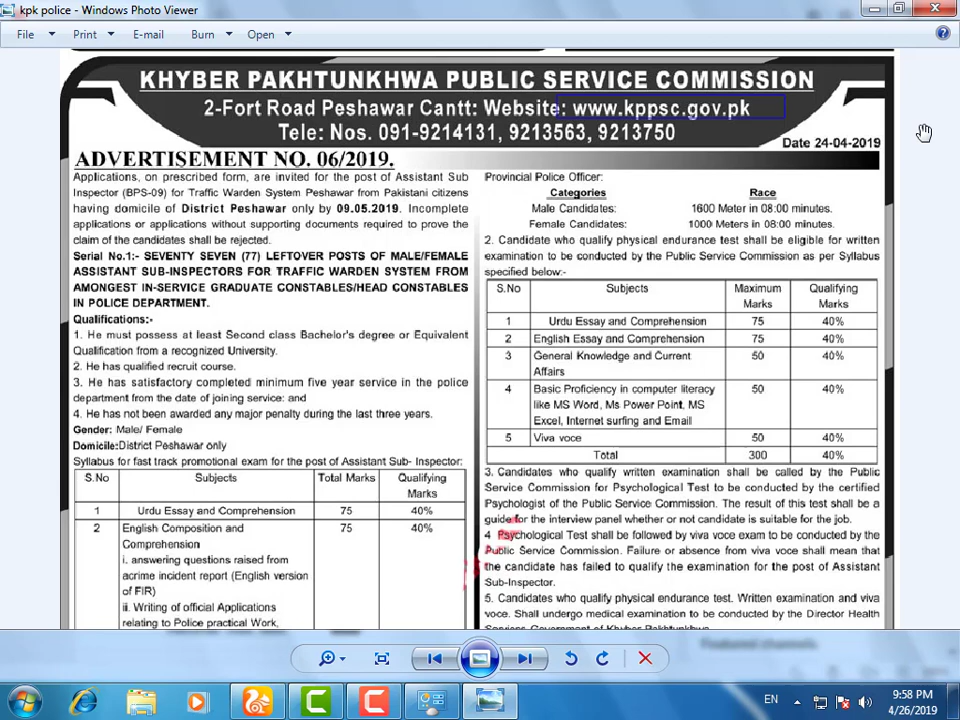 kpk police - Windows Photo Viewer
File Print E-mail Burn Open
KHYBER PAKHTUNKHWA PUBLIC SERVICE COMMISSION
2-Fort Road Peshawar Cantt: Website: www.kppsc.gov.pk
Tele: Nos. 091-9214131, 9213563, 9213750
Date 24-04-2019
ADVERTISEMENT NO. 06/2019.
Applications, on prescribed form, are invited for the post of Assistant Sub
Inspector (BPS-09) for Traffic Warden System Peshawar from Pakistani citizens
having domicile of District Peshawar only by 09.05.2019. Incomplete
applications or applications without supporting documents required to prove the
claim of the candidates shall be rejected.
Serial No.1:- SEVENTY SEVEN (77) LEFTOVER POSTS OF MALE/FEMALE
ASSISTANT SUB-INSPECTORS FOR TRAFFIC WARDEN SYSTEM FROM
AMONGEST IN-SERVICE GRADUATE CONSTABLES/HEAD CONSTABLES
IN POLICE DEPARTMENT.
Qualifications:-
1. He must possess at least Second class Bachelor's degree or Equivalent
Qualification from a recognized University.
2. He has qualified recruit course.
3. He has satisfactory completed minimum five year service in the police
department from the date of joining service: and
4. He has not been awarded any major penalty during the last three years.
Gender: Male/ Female
Domicile:District Peshawar only
Syllabus for fast track promotional exam for the post of Assistant Sub- Inspector:
S.No Subjects Total Marks Qualifying
Marks
1 Urdu Essay and Comprehension 75 40%
2 English Composition and 75 40%
Comprehension
i. answering questions raised from
acrime incident report (English version
of FIR)
ii. Writing of official Applications
relating to Police practical Work,
Provincial Police Officer:
Categories Race
Male Candidates: 1600 Meter in 08:00 minutes.
Female Candidates: 1000 Meters in 08:00 minutes.
2. Candidate who qualify physical endurance test shall be eligible for written
examination to be conducted by the Public Service Commission as per Syllabus
specified below:-
S.No Subjects Maximum Qualifying
Marks Marks
1 Urdu Essay and Comprehension 75 40%
2 English Essay and Comprehension 75 40%
3 General Knowledge and Current 50 40%
Affairs
4 Basic Proficiency in computer literacy 50 40%
like MS Word, Ms Power Point, MS
Excel, Internet surfing and Email
5 Viva voce 50 40%
Total 300 40%
3. Candidates who qualify written examination shall be called by the Public
Service Commission for Psychological Test to be conducted by the certified
Psychologist of the Public Service Commission. The result of this test shall be a
guide for the interview panel whether or not candidate is suitable for the job.
4 Psychological Test shall be followed by viva voce exam to be conducted by the
Public Service Commission. Failure or absence from viva voce shall mean that
the candidate has failed to qualify the examination for the post of Assistant
Sub-Inspector.
5. Candidates who qualify physical endurance test. Written examination and viva
voce. Shall undergo medical examination to be conducted by the Director Health
Services Government of Khyber Pakhtunkhwa
Featured channels
EN
9:58 PM
4/26/2019